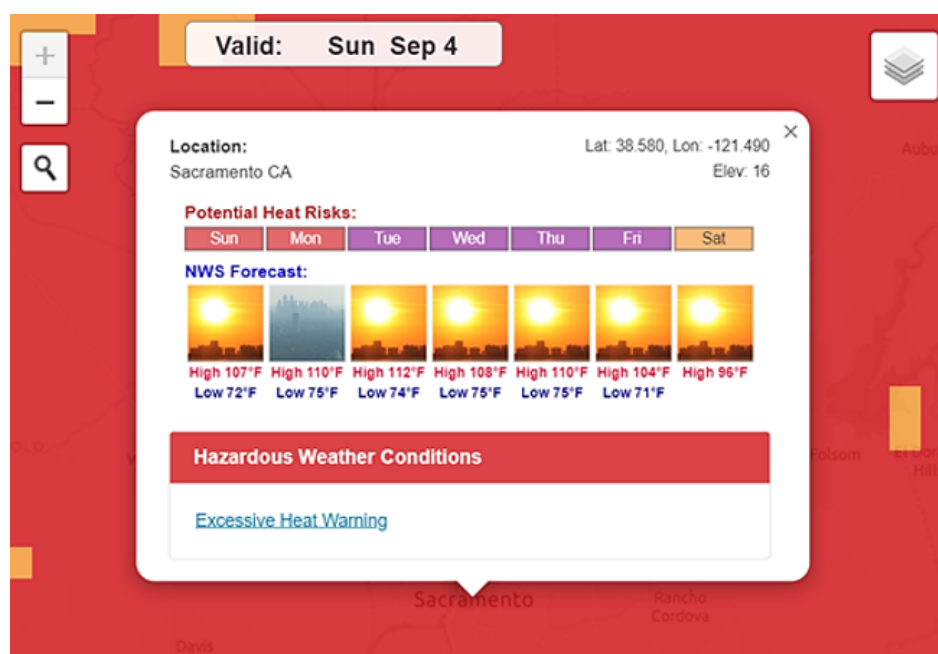 Valid: Sun Sep 4
Location:
Lat: 38.580, Lon: -121.490
Sacramento CA
Elev: 16
Potential Heat Risks:
Sun Mon Tue Wed Thu Fri Sat
NWS Forecast:
High 107°F High 110°F High 112°F High 108°F High 110°F High 104°F High 96°F
Low 72°F Low 75°F Low 74°F Low 75°F Low 75°F Low 71°F
Hazardous Weather Conditions
Excessive Heat Warning
Folsom
Sacramento
Rancho
Cordova
Davis